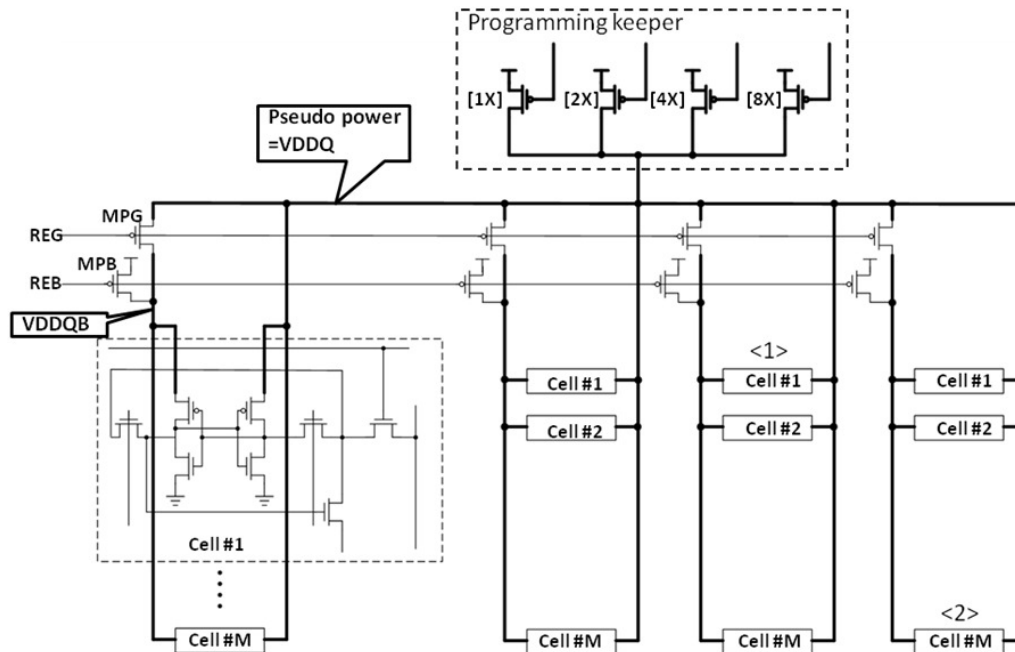 Programming keeper
[1X] [2X] [4X] [8X]
Pseudo power
=VDDQ
MPG
REG
MPB
REB
VDDQB
<1>
Cell #1 Cell #1 Cell #1
Cell #2 Cell #2 Cell #2
Cell #1
<2>
Cell #M Cell #M Cell #M Cell #M